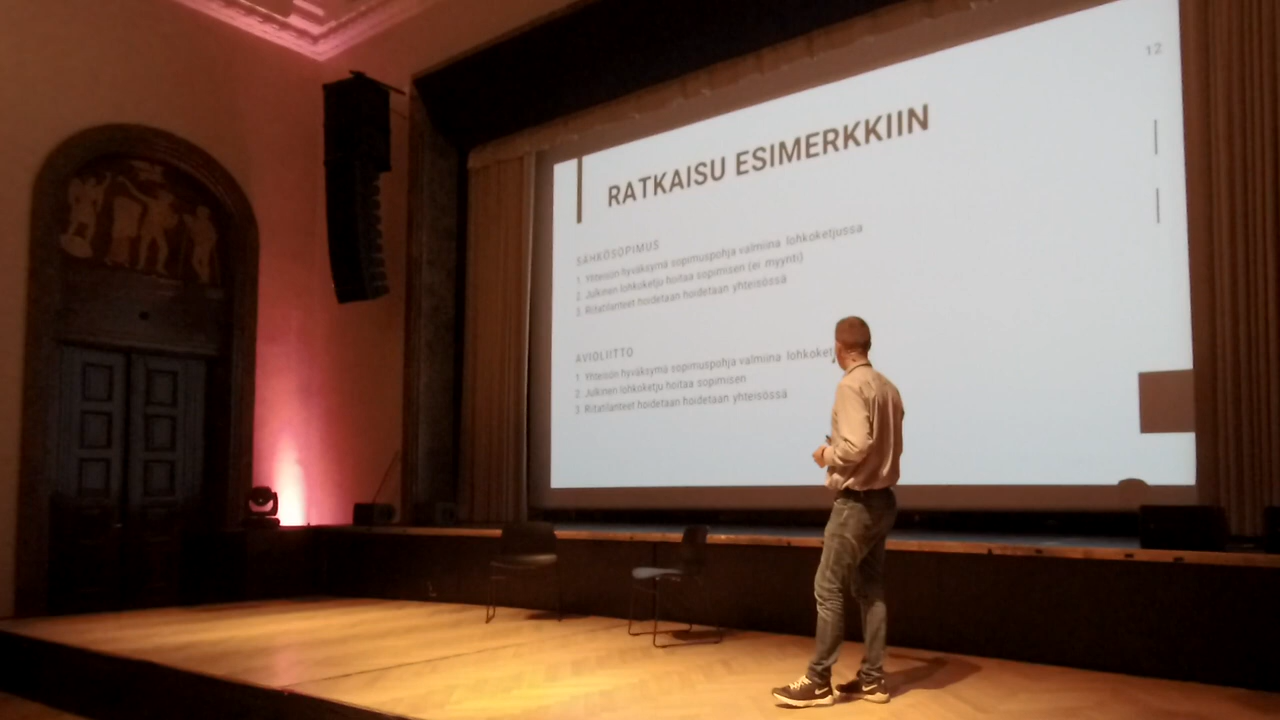 12
RATKAISU ESIMERKKIIN
SÄHKÖSOPIMUS
1. Yhteisön hyväksymä sopimuspohja valmiina lohkoketjussa
2. Julkinen lohkoketju hoitaa sopimisen (ei myynti)
3. Riitatilanteet hoidetaan hoidetaan yhteisössä
AVIOLIITTO
1. Yhteisön hyväksymä sopimuspohja valmiina
2. Julkinen lohkoketju hoitaa sopimisen
3. Riitatilanteet hoidetaan hoidetaan yhteisössä